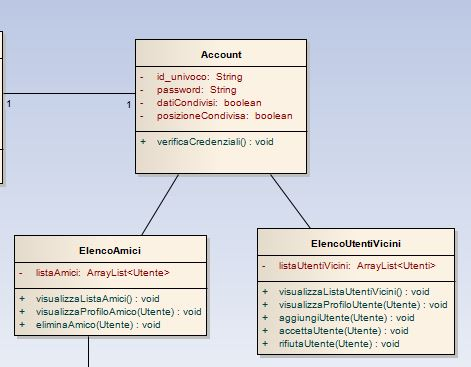 Account
- id_univoco: String
- password: String
- datiCondivisi: boolean
- posizioneCondivisa: boolean
+ verificaCredenziali() : void
1
1
ElencoAmici
- listaAmici: ArrayList<Utente>
+ visualizzaListaAmici() : void
+ visualizzaProfiloAmico(Utente) : void
+ eliminaAmico(Utente) : void
ElencoUtentiVicini
- listaUtentiVicini: ArrayList<Utenti>
+ visualizzaListaUtentiVicini() : void
+ visualizzaProfiloUtente(Utente) : void
+ aggiungiUtente(Utente) : void
+ accettaUtente(Utente) : void
+ rifiutaUtente(Utente) : void